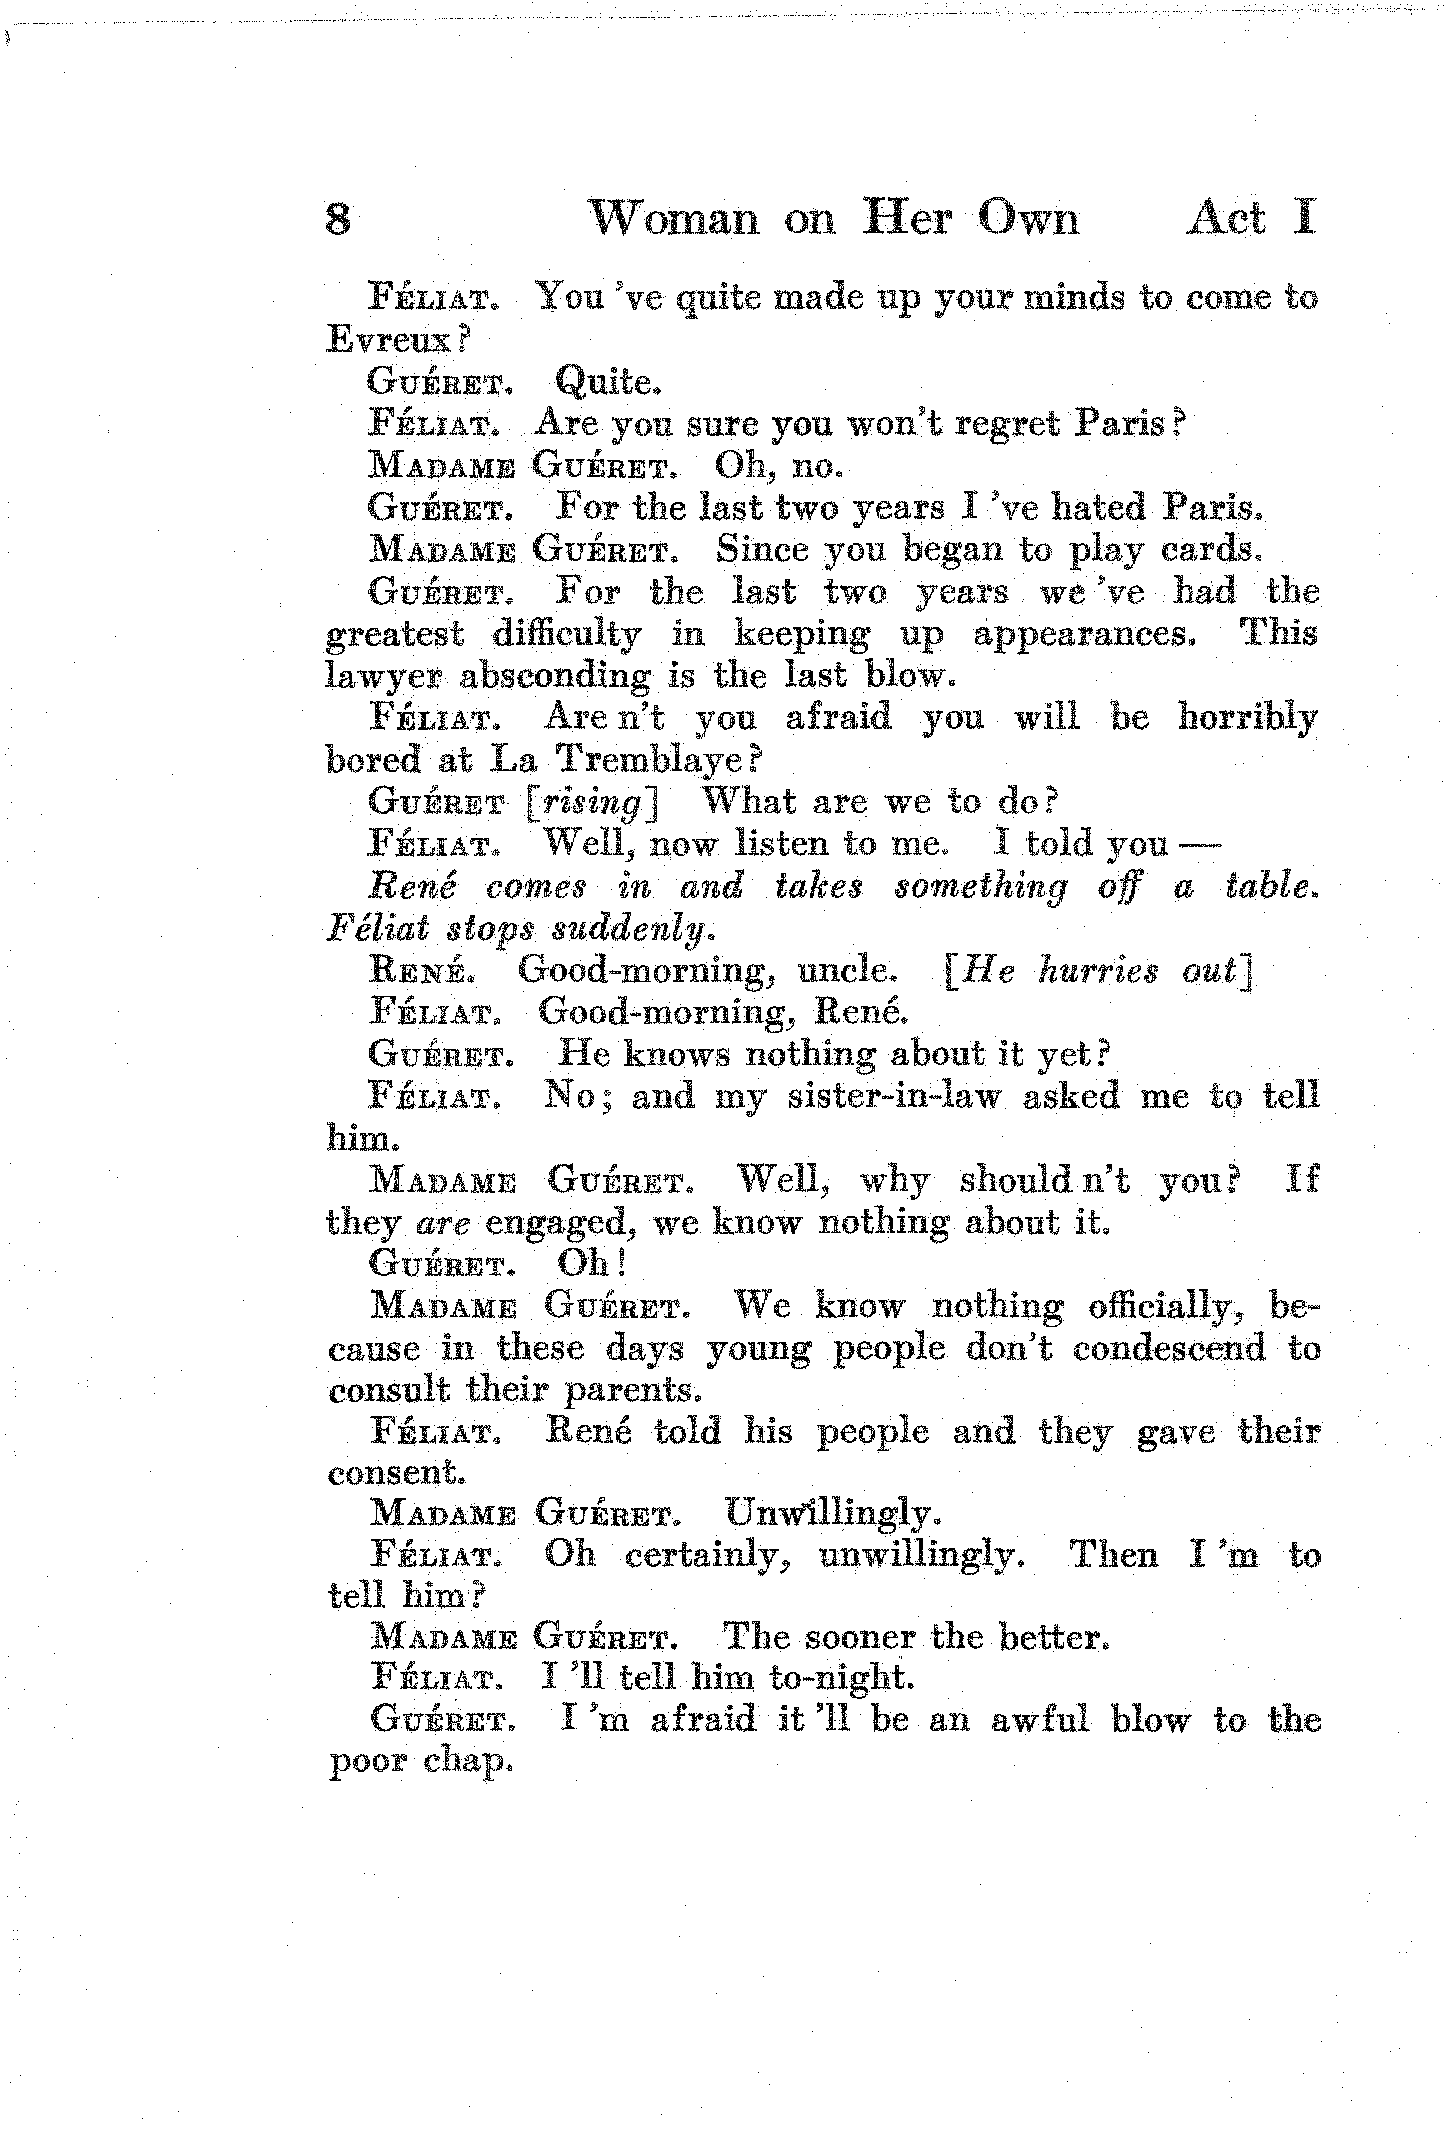 8 Woman on Her Own Act I
FÉLIAT. You 've quite made up your minds to come to
Evreux?
GUÉRET. Quite.
FÉLIAT. Are you sure you won't regret Paris?
MADAME GUÉRET. Oh, no.
GUÉRET. For the last two years I 've hated Paris.
MADAME GUÉRET. Since you began to play cards.
GUÉRET. For the last two years we 've had the
greatest difficulty in keeping up appearances. This
lawyer absconding is the last blow.
FÉLIAT. Are n't you afraid you will be horribly
bored at La Tremblaye?
GUÉRET [rising] What are we to do?
FÉLIAT. Well, now listen to me. I told you —
René comes in and takes something off a table.
Féliat stops suddenly.
RENÉ. Good-morning, uncle. [He hurries out]
FÉLIAT. Good-morning, René.
GUÉRET. He knows nothing about it yet?
FÉLIAT. No; and my sister-in-law asked me to tell
him.
MADAME GUÉRET. Well, why should n't you? If
they are engaged, we know nothing about it.
GUÉRET. Oh!
MADAME GUÉRET. We know nothing officially, be-
cause in these days young people don't condescend to
consult their parents.
FÉLIAT. René told his people and they gave their
consent.
MADAME GUÉRET. Unwillingly.
FÉLIAT. Oh certainly, unwillingly. Then I 'm to
tell him?
MADAME GUÉRET. The sooner the better.
FÉLIAT. I 'll tell him to-night.
GUÉRET. I 'm afraid it 'll be an awful blow to the
poor chap.